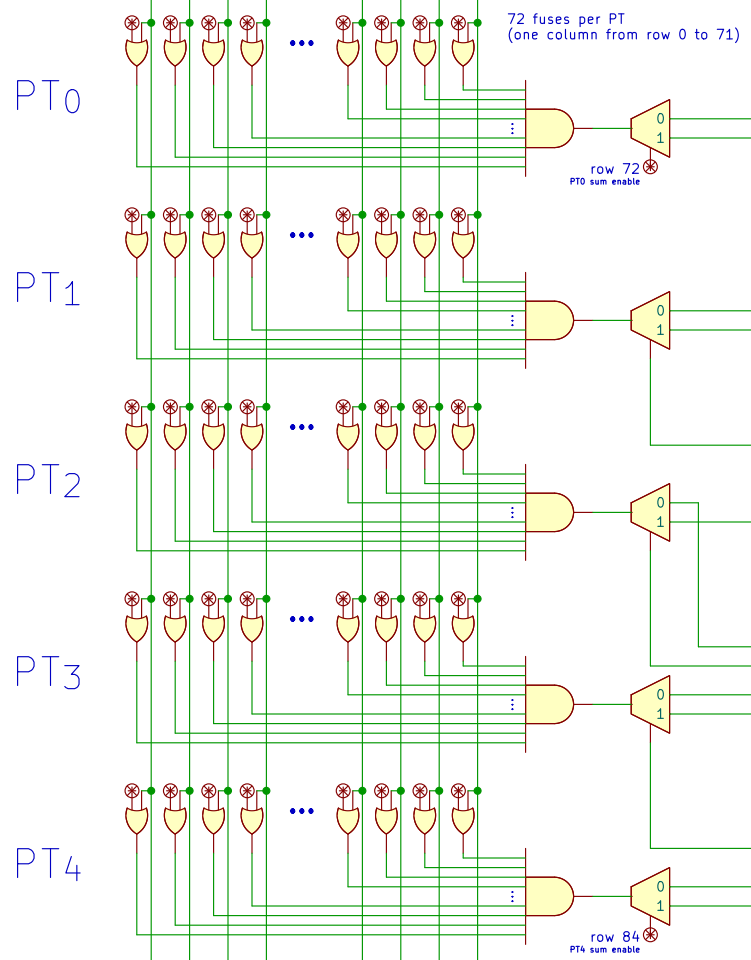 72 fuses per PT
(one column from row 0 to 71)
PT0
0
1
row 72
PT0 sum enable
PT1
0
1
PT2
0
1
PT3
0
1
PT4
0
1
row 84
PT4 sum enable